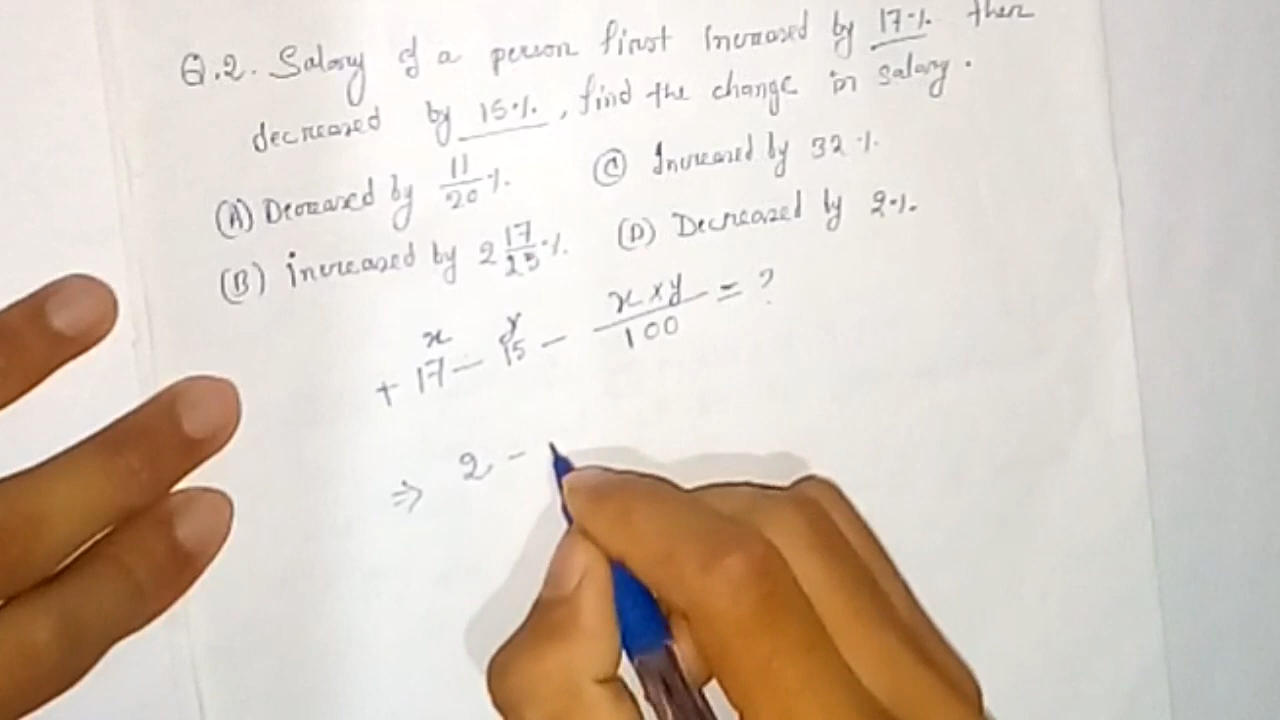 Q.2. Salary of a person first increased by 17% then
decreased by 15%, find the change in salary.
(A) Decreased by 11/20 %. (C) Increased by 32%.
(B) increased by 2 17/25 %. (D) Decreased by 2%.
x y
+ 17 - 15 - x×y/100 = ?
⇒ 2 -